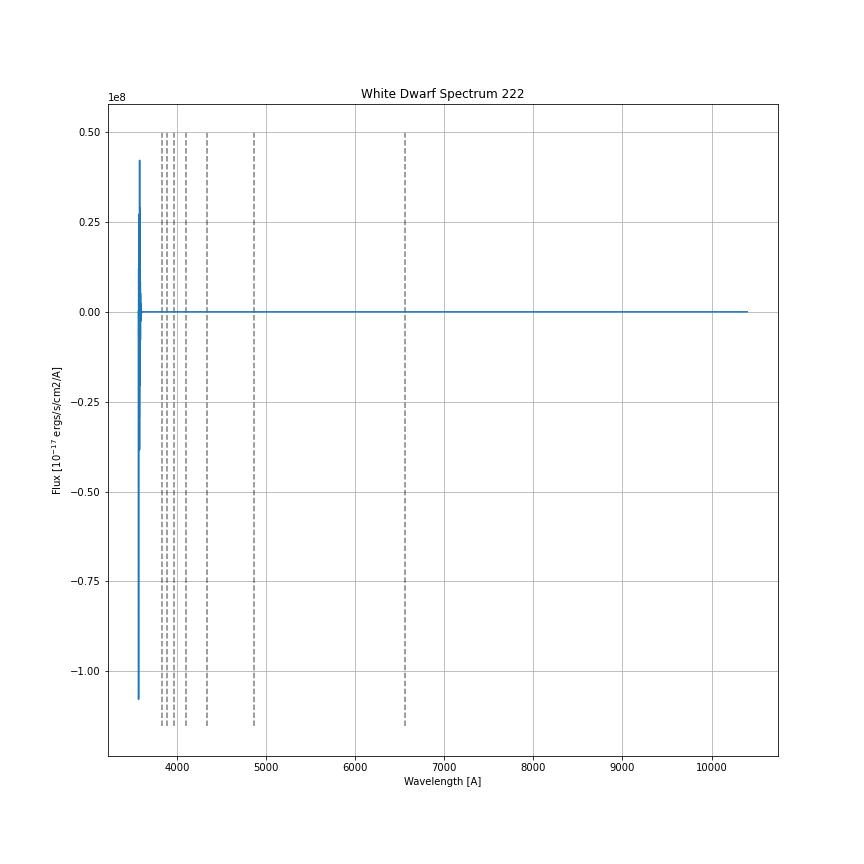 White Dwarf Spectrum 222
1e8
0.50
0.25
0.00
−0.25
−0.50
−0.75
−1.00
Flux [10⁻¹⁷ ergs/s/cm2/A]
4000 5000 6000 7000 8000 9000 10000
Wavelength [A]